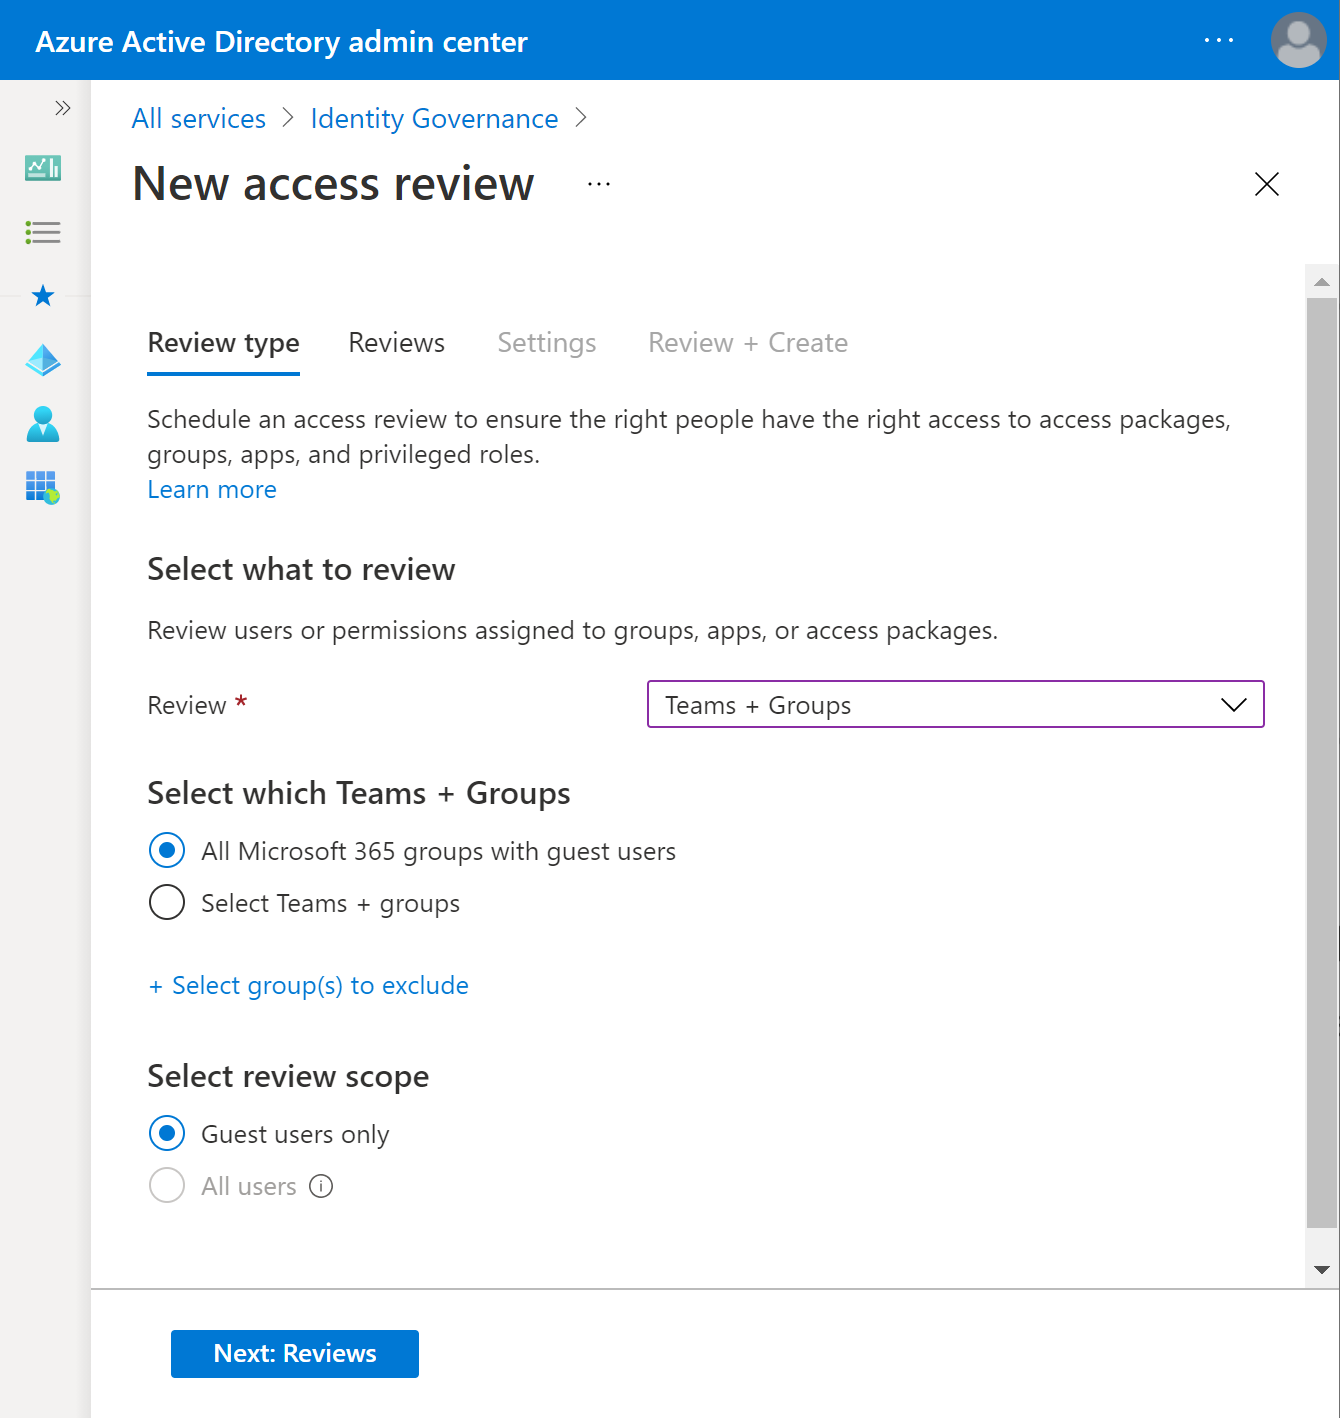 Azure Active Directory admin center
All services > Identity Governance >
New access review
Review type Reviews Settings Review + Create
Schedule an access review to ensure the right people have the right access to access packages,
groups, apps, and privileged roles.
Learn more
Select what to review
Review users or permissions assigned to groups, apps, or access packages.
Review * Teams + Groups
Select which Teams + Groups
All Microsoft 365 groups with guest users
Select Teams + groups
+ Select group(s) to exclude
Select review scope
Guest users only
All users
Next: Reviews